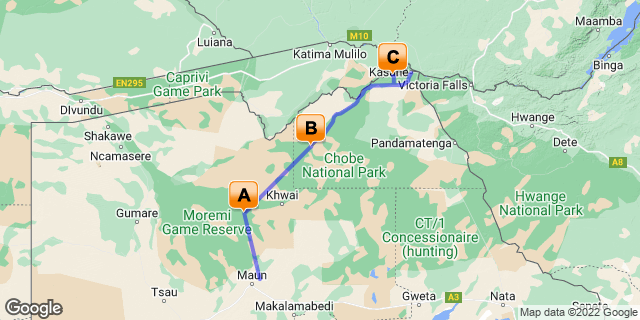 Luiana
M10
Katima Mulilo
C
Kasane
Victoria Falls
Maamba
Binga
EN295
Caprivi
Game Park
Dlvundu
Shakawe
Ncamasere
B
Chobe
National Park
Pandamatenga
Hwange
Dete
A8
A
Khwai
Gumare
Moremi
Game Reserve
CT/1
Concessionaire
(hunting)
Hwange
National Park
Maun
Tsau
Makalamabedi
Gweta
A3
Nata
Google
Map data ©2022 Google